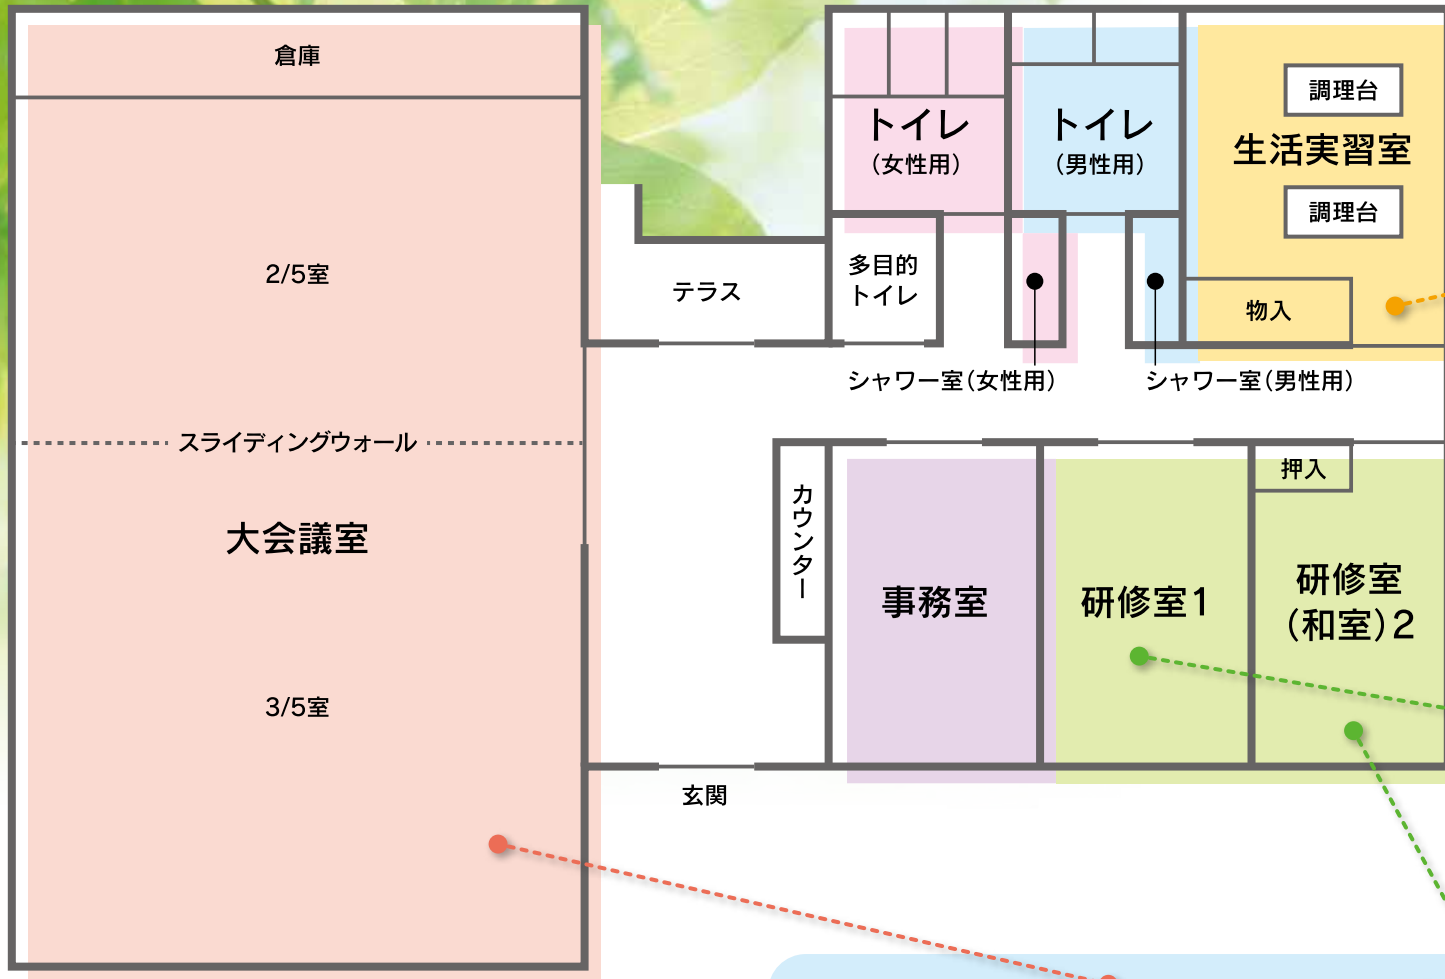 倉庫
2/5室
スライディングウォール
大会議室
3/5室
テラス
トイレ
（女性用）
トイレ
（男性用）
多目的
トイレ
シャワー室（女性用）
シャワー室（男性用）
調理台
生活実習室
調理台
物入
カウンター
事務室
研修室1
押入
研修室
（和室）2
玄関